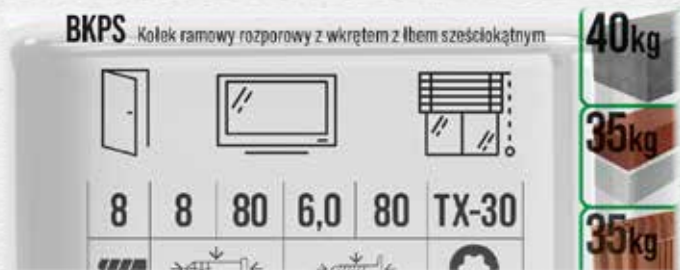 BKPS Kołek ramowy rozporowy z wkrętem z łbem sześciokątnym
40kg
35kg
35kg
8 8 80 6,0 80 TX-30